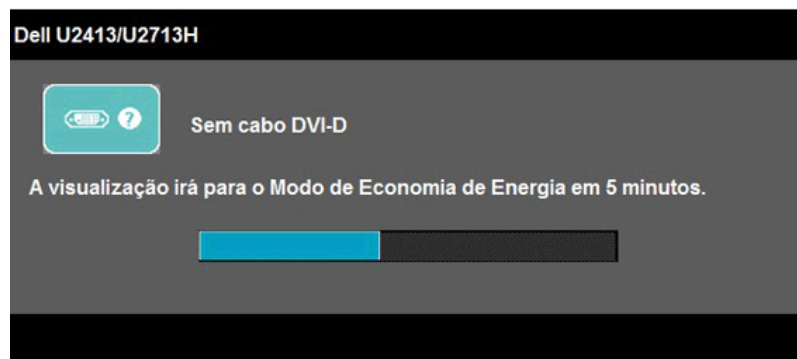 Dell U2413/U2713H
?
Sem cabo DVI-D
A visualização irá para o Modo de Economia de Energia em 5 minutos.